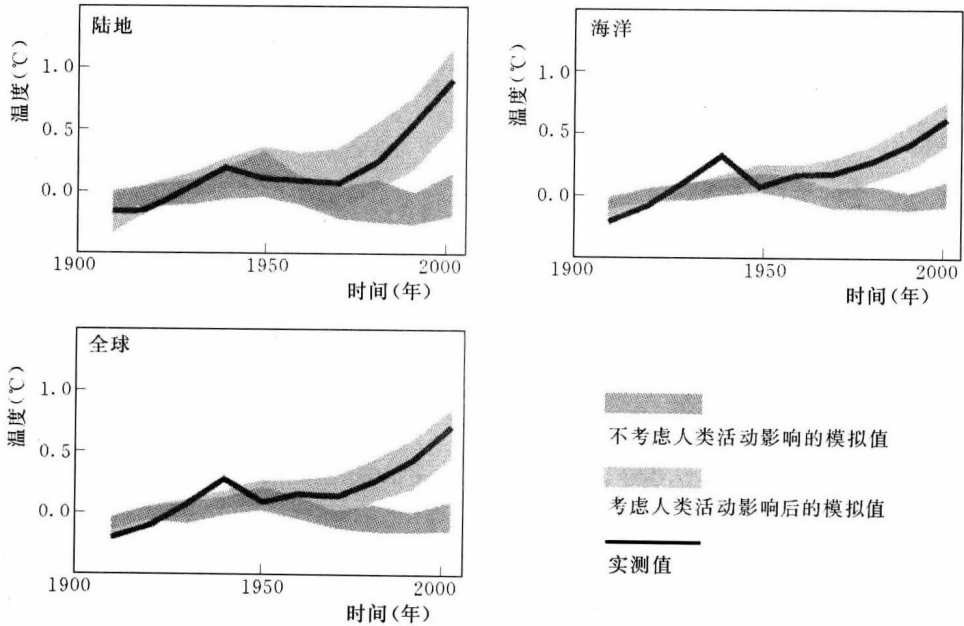 陆地
温度(℃)
1.0
0.5
0.0
1900
1950
2000
时间(年)
海洋
温度(℃)
1.0
0.5
0.0
1900
1950
2000
时间(年)
全球
温度(℃)
1.0
0.5
0.0
1900
1950
2000
时间(年)
不考虑人类活动影响的模拟值
考虑人类活动影响后的模拟值
实测值